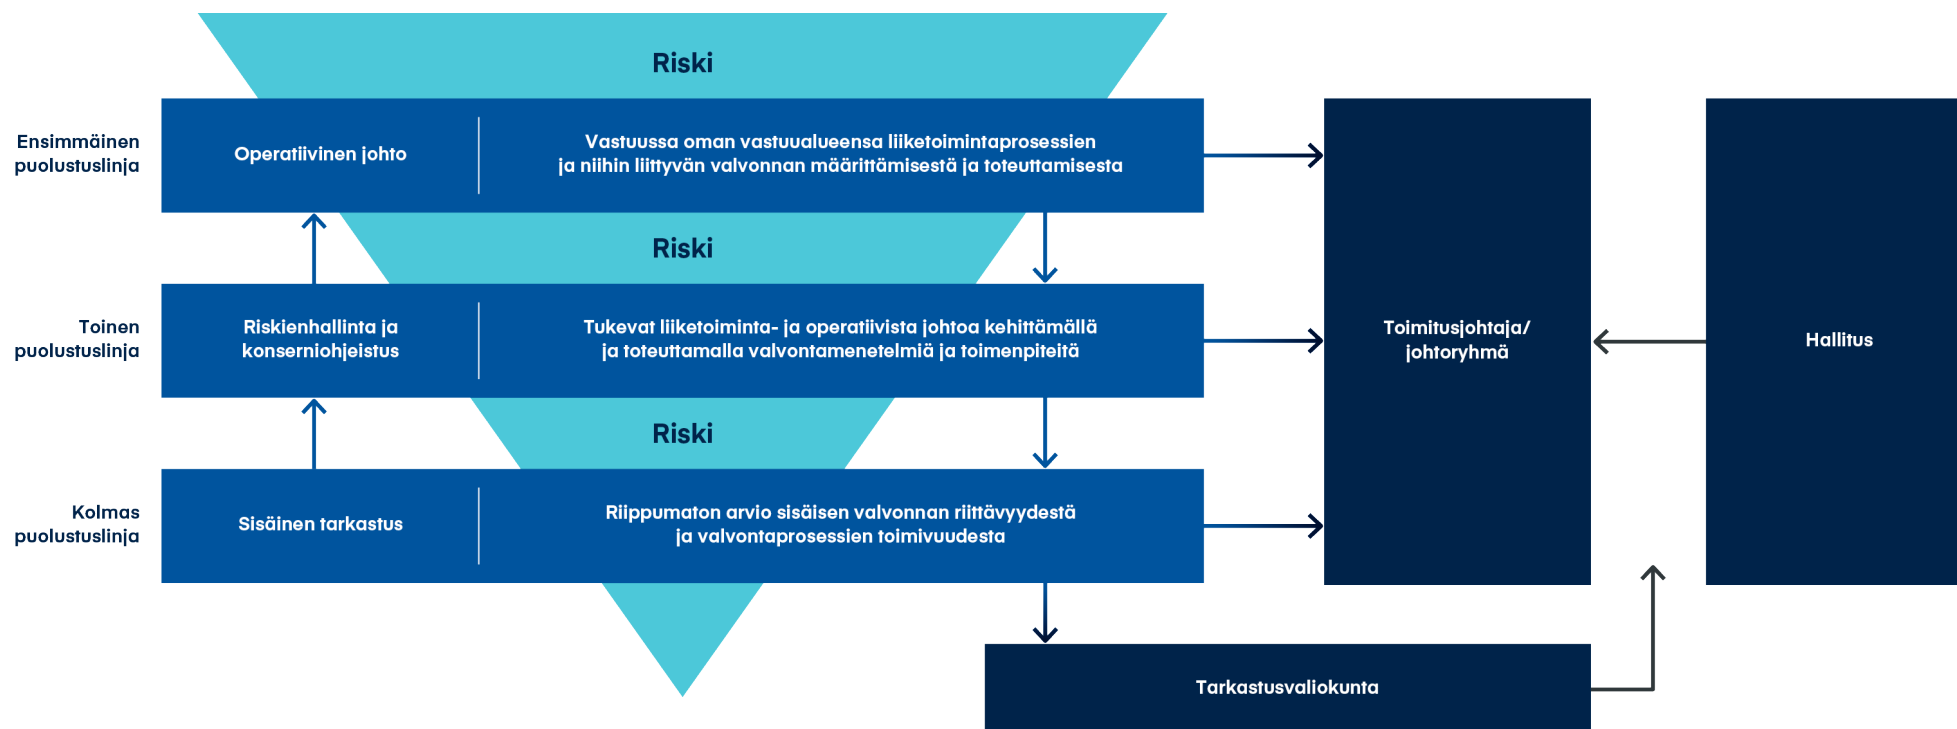 Riski
Ensimmäinen
puolustuslinja
Operatiivinen johto
Vastuussa oman vastuualueensa liiketoimintaprosessien
ja niihin liittyvän valvonnan määrittämisestä ja toteuttamisesta
Riski
Toinen
puolustuslinja
Riskienhallinta ja
konserniohjeistus
Tukevat liiketoiminta- ja operatiivista johtoa kehittämällä
ja toteuttamalla valvontamenetelmiä ja toimenpiteitä
Toimitusjohtaja/
johtoryhmä
Hallitus
Riski
Kolmas
puolustuslinja
Sisäinen tarkastus
Riippumaton arvio sisäisen valvonnan riittävyydestä
ja valvontaprosessien toimivuudesta
Tarkastusvaliokunta